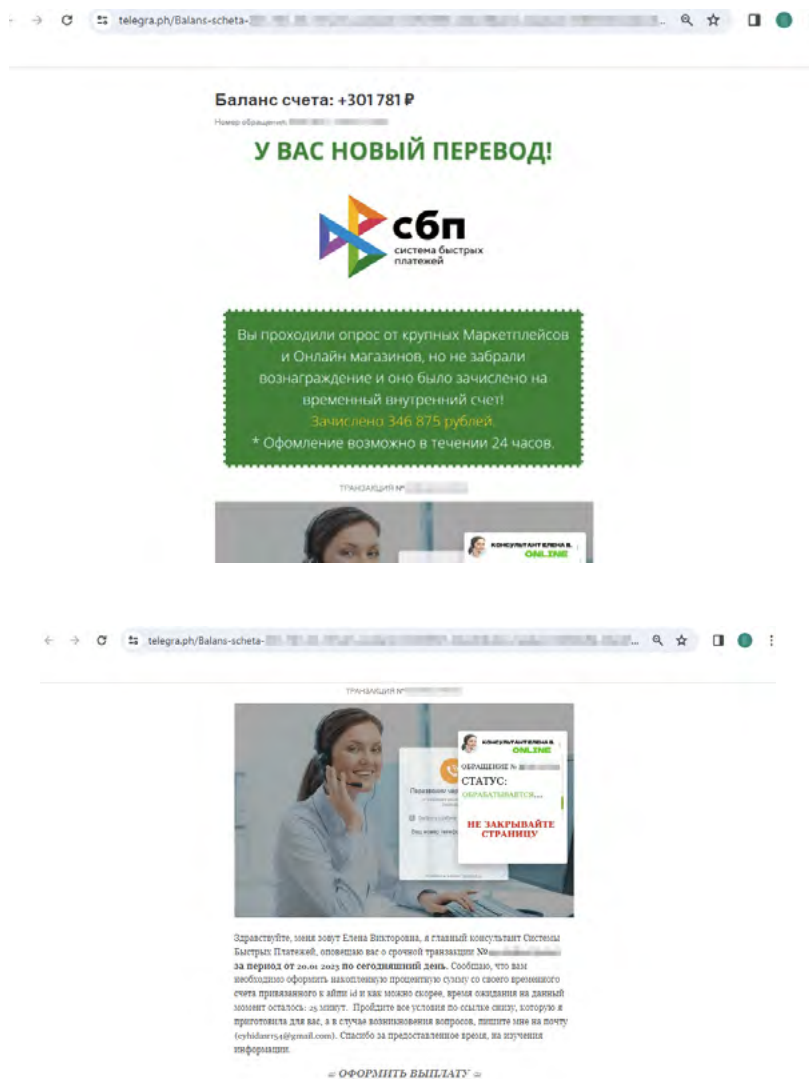 telegra.ph/Balans-scheta-
Баланс счета: +301 781 ₽
Номер обращения:
У ВАС НОВЫЙ ПЕРЕВОД!
сбп
система быстрых
платежей
Вы проходили опрос от крупных Маркетплейсов
и Онлайн магазинов, но не забрали
вознаграждение и оно было зачислено на
временный внутренний счет!
Зачислено 346 875 рублей.
* Офомление возможно в течении 24 часов.
ТРАНЗАКЦИЯ №
КОНСУЛЬТАНТ ЕЛЕНА В.
ONLINE
telegra.ph/Balans-scheta-
ТРАНЗАКЦИЯ №
КОНСУЛЬТАНТ ЕЛЕНА В.
ONLINE
ОБРАЩЕНИЕ №
СТАТУС:
ОБРАБАТЫВАЕТСЯ...
НЕ ЗАКРЫВАЙТЕ
СТРАНИЦУ
Здравствуйте, меня зовут Елена Викторовна, я главный консультант Системы
Быстрых Платежей, оповещаю вас о срочной транзакции №
за период от 20.01 2023 по сегодняшний день. Сообщаю, что вам
необходимо оформить накопленную процентную сумму со своего временного
счета привязанного к айпи id и как можно скорее, время ожидания на данный
момент осталось: 25 минут. Пройдите все условия по ссылке снизу, которую я
приготовила для вас, а в случае возникновения вопросов, пишите мне на почту
(@gmail.com). Спасибо за предоставленное время, на изучения
информации.
= ОФОРМИТЬ ВЫПЛАТУ =